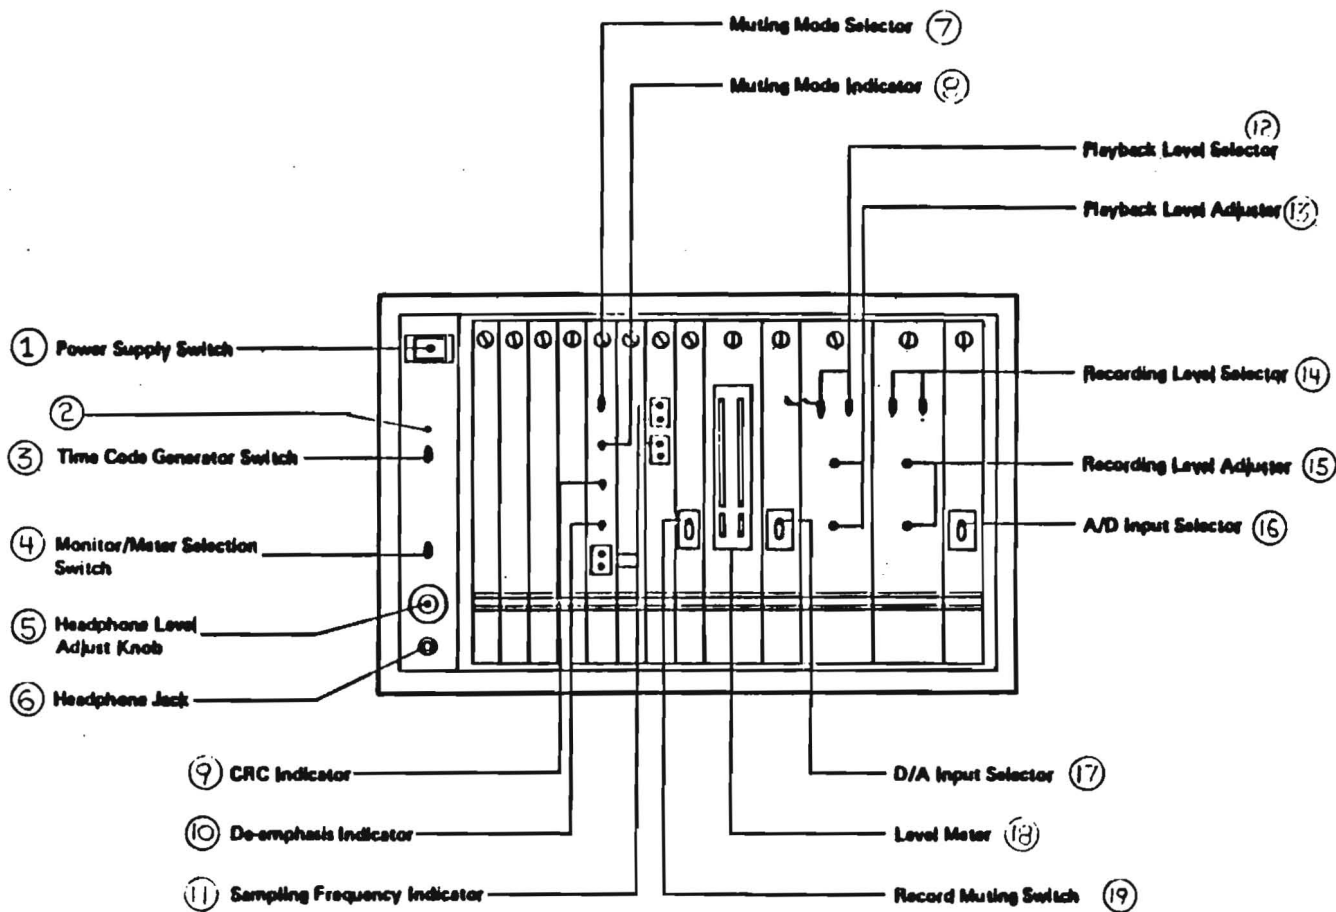 Muting Mode Selector 7
Muting Mode Indicator 8
12
Playback Level Selector
Playback Level Adjuster 13
1 Power Supply Switch
2
3 Time Code Generator Switch
4 Monitor/Meter Selection
Switch
5 Headphone Level
Adjust Knob
6 Headphone Jack
Recording Level Selector 14
Recording Level Adjuster 15
A/D Input Selector 16
9 CRC Indicator
10 De-emphasis Indicator
11 Sampling Frequency Indicator
D/A Input Selector 17
Level Meter 18
Record Muting Switch 19